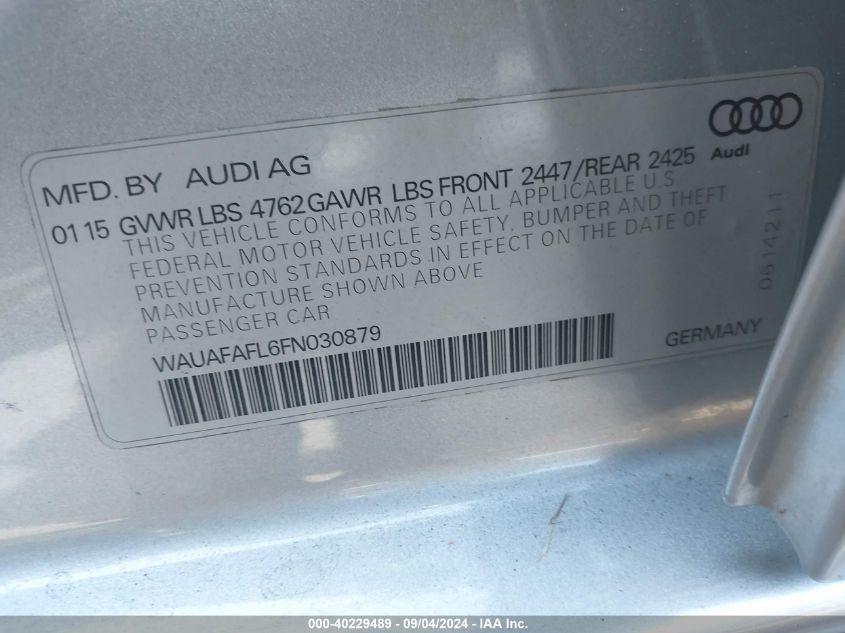 MFD. BY AUDI AG
Audi
01 15 GVWR LBS 4762 GAWR LBS FRONT 2447/REAR 2425
THIS VEHICLE CONFORMS TO ALL APPLICABLE U.S.
FEDERAL MOTOR VEHICLE SAFETY, BUMPER AND THEFT
PREVENTION STANDARDS IN EFFECT ON THE DATE OF
MANUFACTURE SHOWN ABOVE
PASSENGER CAR
0614211
WAUAFAFL6FN030879
GERMANY
000-40229489 - 09/04/2024 - IAA Inc.